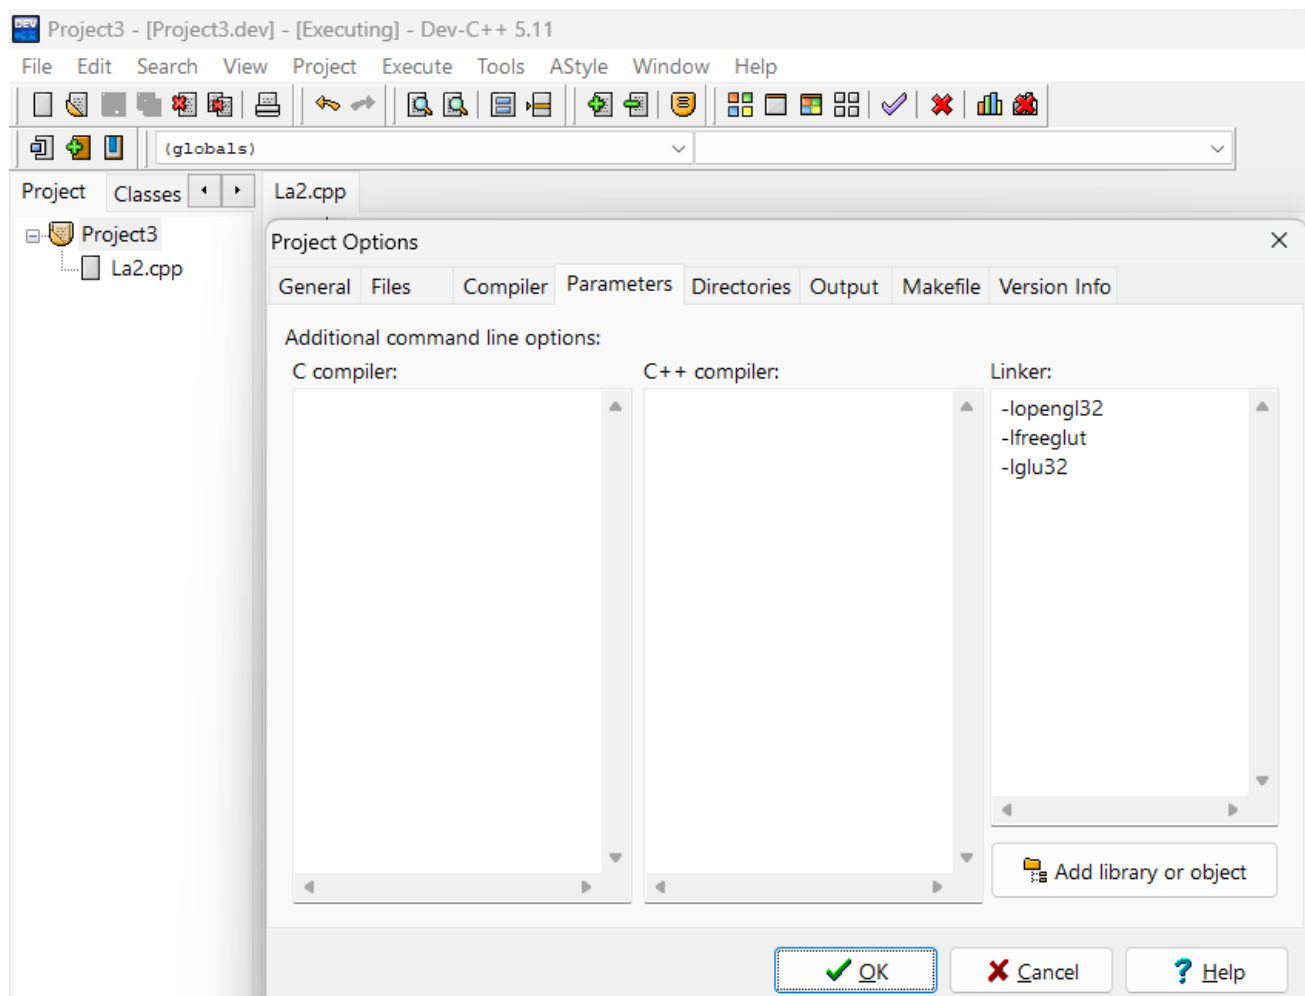 DEV Project3 - [Project3.dev] - [Executing] - Dev-C++ 5.11
File Edit Search View Project Execute Tools AStyle Window Help
(globals)
Project Classes La2.cpp
Project3
La2.cpp
Project Options
General Files Compiler Parameters Directories Output Makefile Version Info
Additional command line options:
C compiler: C++ compiler: Linker:
-lopengl32
-lfreeglut
-lglu32
Add library or object
OK Cancel Help